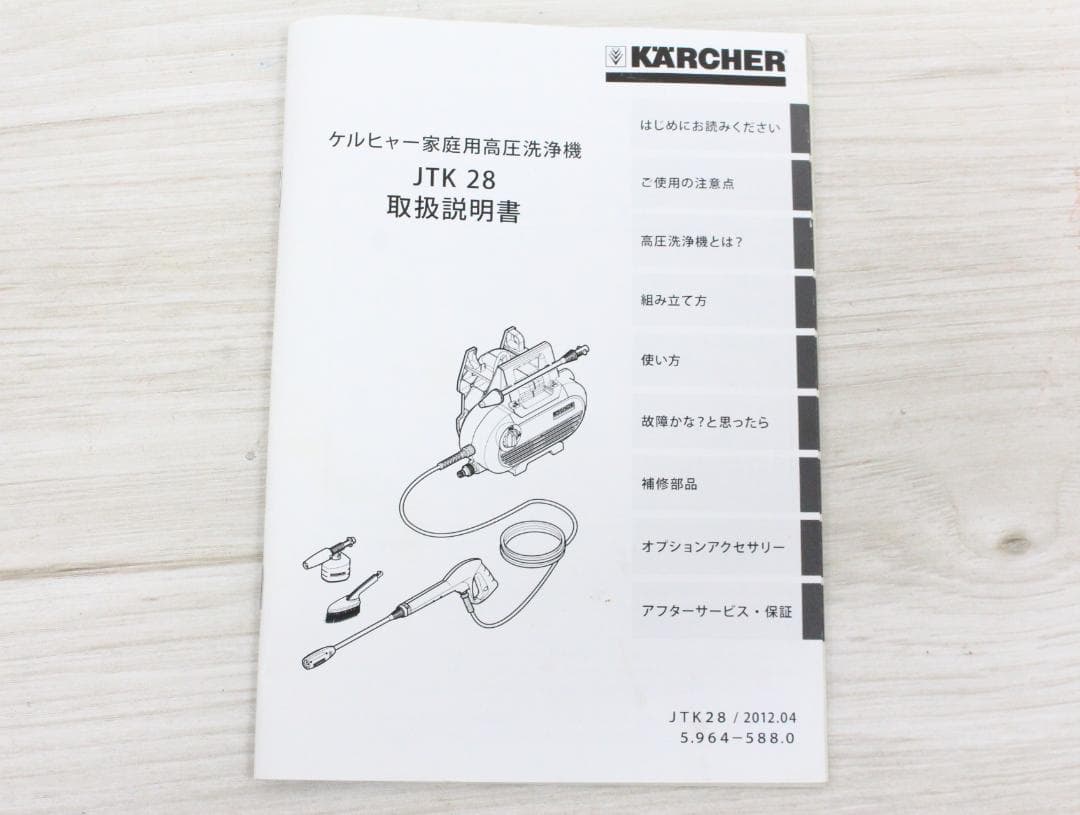 KÄRCHER
ケルヒャー家庭用高圧洗浄機
JTK 28
取扱説明書
はじめにお読みください
ご使用の注意点
高圧洗浄機とは？
組み立て方
使い方
故障かな？と思ったら
補修部品
オプションアクセサリー
アフターサービス・保証
JTK28 / 2012.04
5.964−588.0